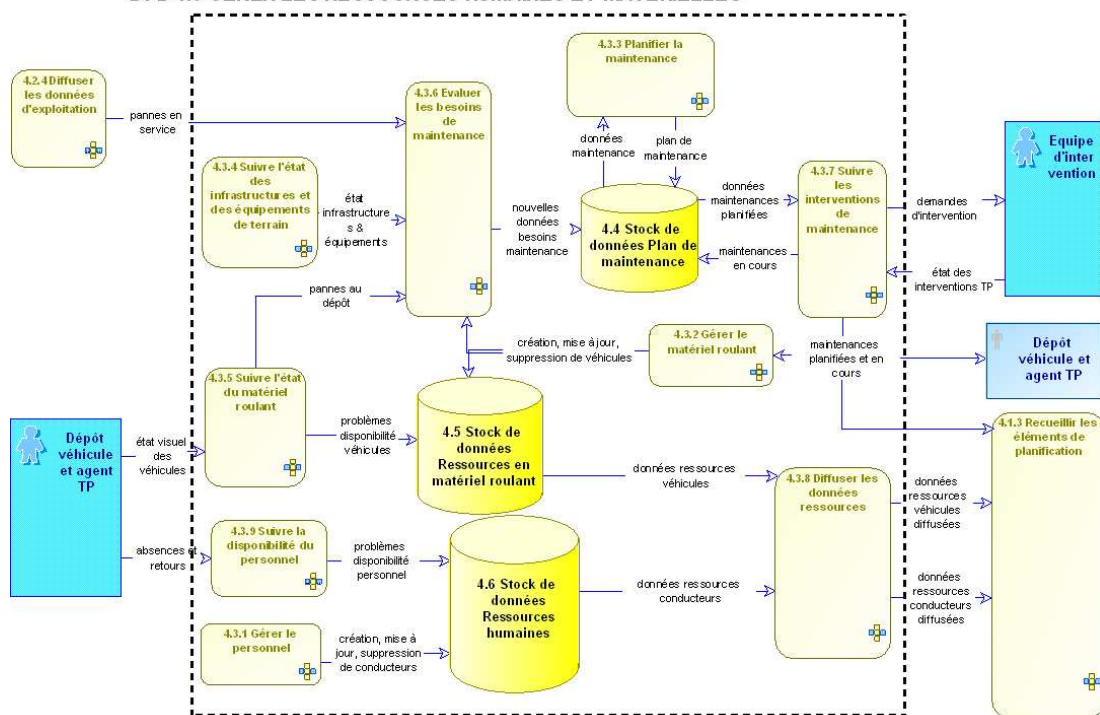 4.3.3 Planifier la
maintenance
4.2.4 Diffuser
les données
d'exploitation
4.3.6 Evaluer
les besoins
de
maintenance
pannes en
service
données
maintenance
plan de
maintenance
Equipe
d'inter
vention
4.3.4 Suivre l'état
des
infrastructures et
des équipements
de terrain
état
infrastructure
s &
équipements
nouvelles
données
besoins
maintenance
4.4 Stock de
données Plan de
maintenance
données
maintenances
planifiées
maintenances
en cours
4.3.7 Suivre
les
interventions
de
maintenance
demandes
d'intervention
état des
interventions TP
pannes au
dépôt
création, mise à jour,
suppression de véhicules
4.3.2 Gérer le
matériel roulant
maintenances
planifiées et en
cours
Dépôt
véhicule et
agent TP
4.3.5 Suivre l'état
du matériel
roulant
Dépôt
véhicule
et agent
TP
état visuel
des
véhicules
problèmes
disponibilité
véhicules
4.5 Stock de
données
Ressources en
matériel roulant
données ressources
véhicules
4.3.8 Diffuser les
données
ressources
4.1.3 Recueillir les
éléments de
planification
données
ressources
véhicules
diffusées
absences et
retours
4.3.9 Suivre la
disponibilité du
personnel
problèmes
disponibilité
personnel
4.6 Stock de
données
Ressources
humaines
données ressources
conducteurs
données
ressources
conducteurs
diffusées
4.3.1 Gérer le
personnel
création, mise à
jour, suppression
de conducteurs